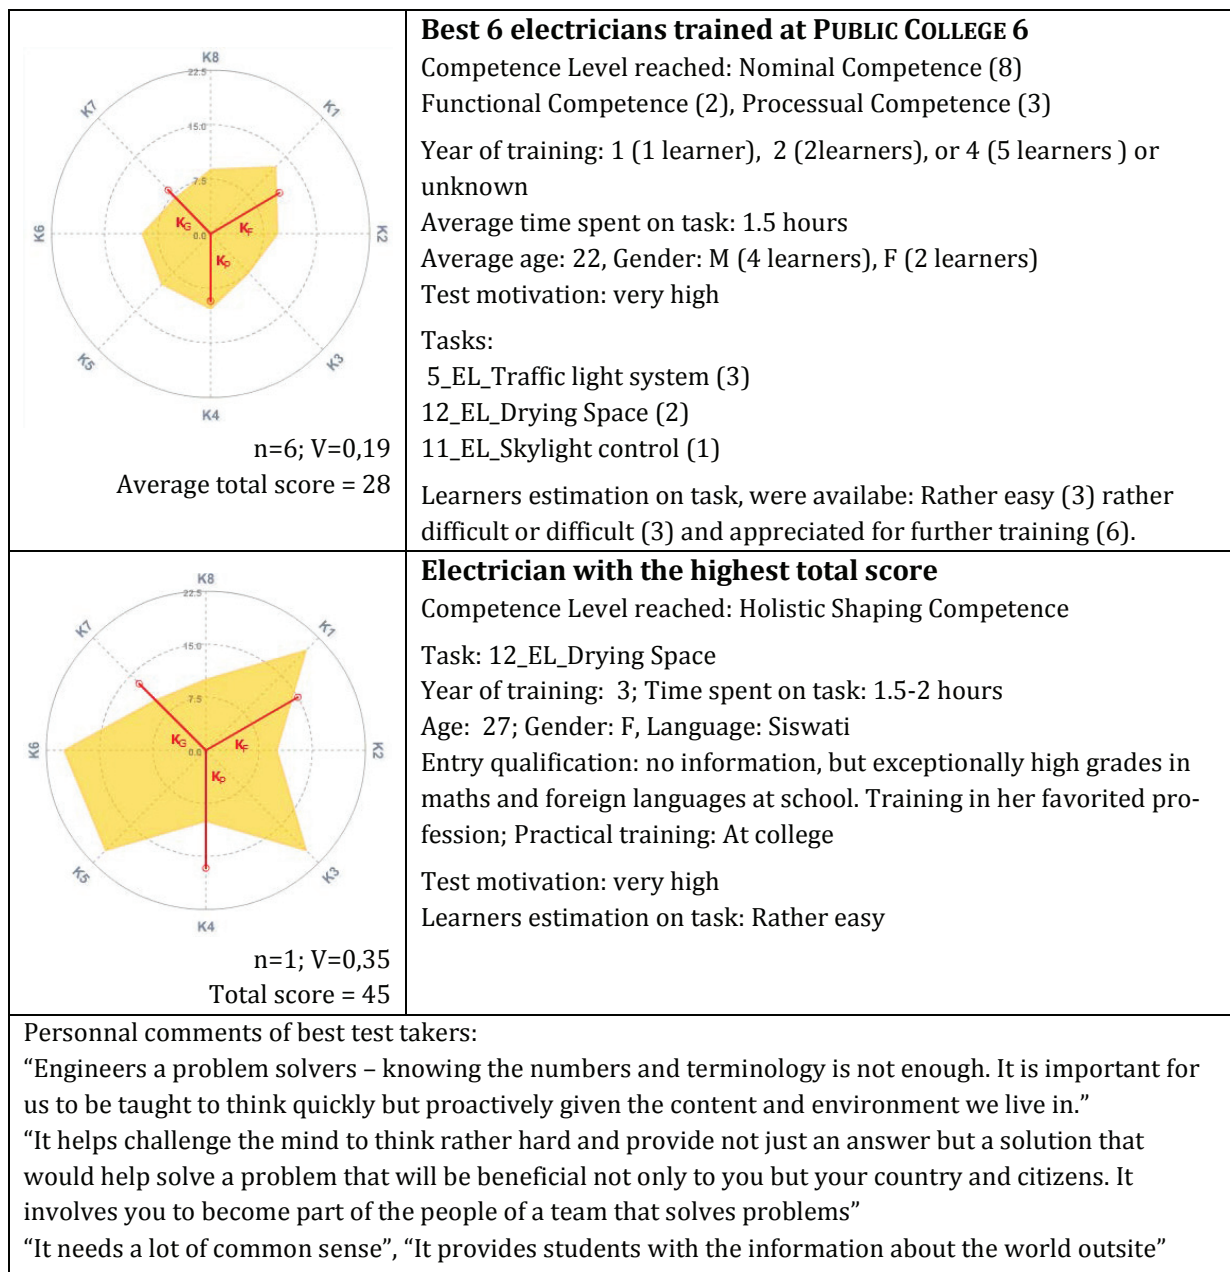 Best 6 electricians trained at PUBLIC COLLEGE 6
Competence Level reached: Nominal Competence (8)
Functional Competence (2), Processual Competence (3)
Year of training: 1 (1 learner),  2 (2learners), or 4 (5 learners ) or
unknown
Average time spent on task: 1.5 hours
Average age: 22, Gender: M (4 learners), F (2 learners)
Test motivation: very high
Tasks:
5_EL_Traffic light system (3)
12_EL_Drying Space (2)
11_EL_Skylight control (1)
Learners estimation on task, were availabe: Rather easy (3) rather
difficult or difficult (3) and appreciated for further training (6).
K8
22.5
K7
K1
15.0
7.5
KG
KF
K6
0.0
K2
KP
K5
K3
K4
n=6; V=0,19
Average total score = 28
Electrician with the highest total score
Competence Level reached: Holistic Shaping Competence
Task: 12_EL_Drying Space
Year of training:  3; Time spent on task: 1.5-2 hours
Age:  27; Gender: F, Language: Siswati
Entry qualification: no information, but exceptionally high grades in
maths and foreign languages at school. Training in her favorited pro-
fession; Practical training: At college
Test motivation: very high
Learners estimation on task: Rather easy
K8
22.5
K7
K1
15.0
7.5
KG
KF
K6
0.0
K2
KP
K5
K3
K4
n=1; V=0,35
Total score = 45
Personnal comments of best test takers:
“Engineers a problem solvers – knowing the numbers and terminology is not enough. It is important for
us to be taught to think quickly but proactively given the content and environment we live in.”
“It helps challenge the mind to think rather hard and provide not just an answer but a solution that
would help solve a problem that will be beneficial not only to you but your country and citizens. It
involves you to become part of the people of a team that solves problems”
“It needs a lot of common sense”, “It provides students with the information about the world outsite”